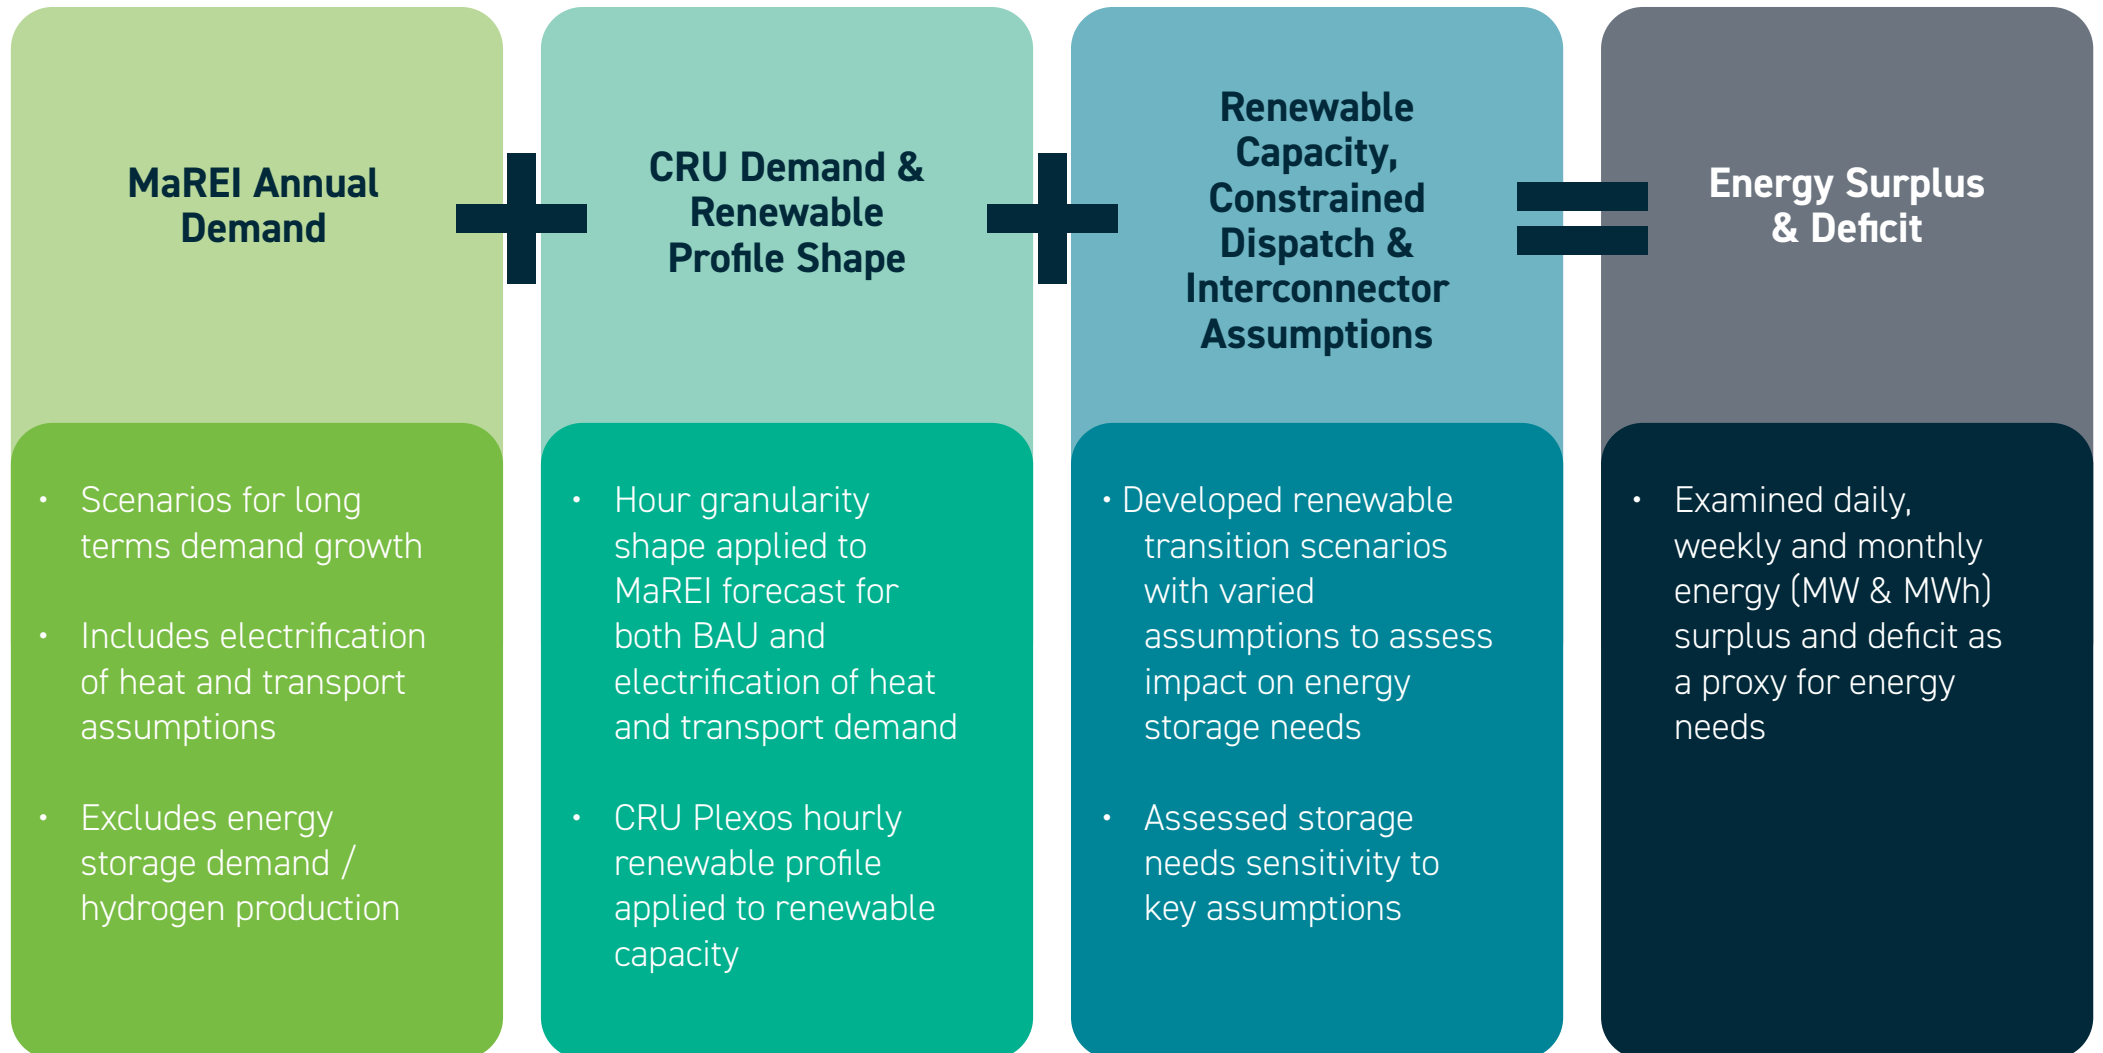 MaREI Annual
Demand
• Scenarios for long
terms demand growth
• Includes electrification
of heat and transport
assumptions
• Excludes energy
storage demand /
hydrogen production
CRU Demand &
Renewable
Profile Shape
• Hour granularity
shape applied to
MaREI forecast for
both BAU and
electrification of heat
and transport demand
• CRU Plexos hourly
renewable profile
applied to renewable
capacity
Renewable
Capacity,
Constrained
Dispatch &
Interconnector
Assumptions
• Developed renewable
transition scenarios
with varied
assumptions to assess
impact on energy
storage needs
• Assessed storage
needs sensitivity to
key assumptions
Energy Surplus
& Deficit
• Examined daily,
weekly and monthly
energy (MW & MWh)
surplus and deficit as
a proxy for energy
needs